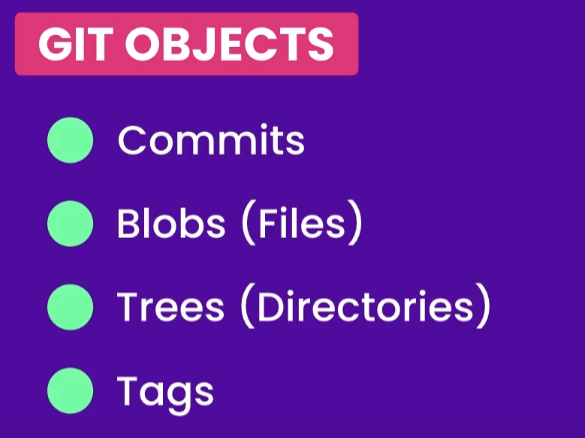 GIT OBJECTS
Commits
Blobs (Files)
Trees (Directories)
Tags